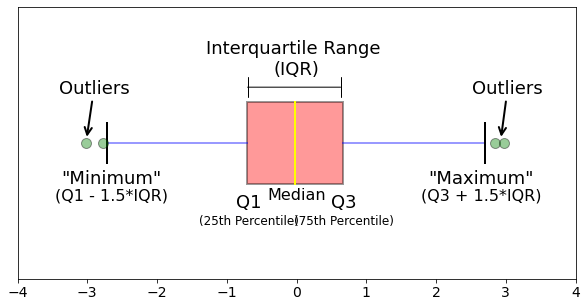 Interquartile Range
(IQR)
Outliers
Outliers
"Minimum"
(Q1 - 1.5*IQR)
Median
Q1
Q3
(25th Percentile)
(75th Percentile)
"Maximum"
(Q3 + 1.5*IQR)
−4 −3 −2 −1 0 1 2 3 4